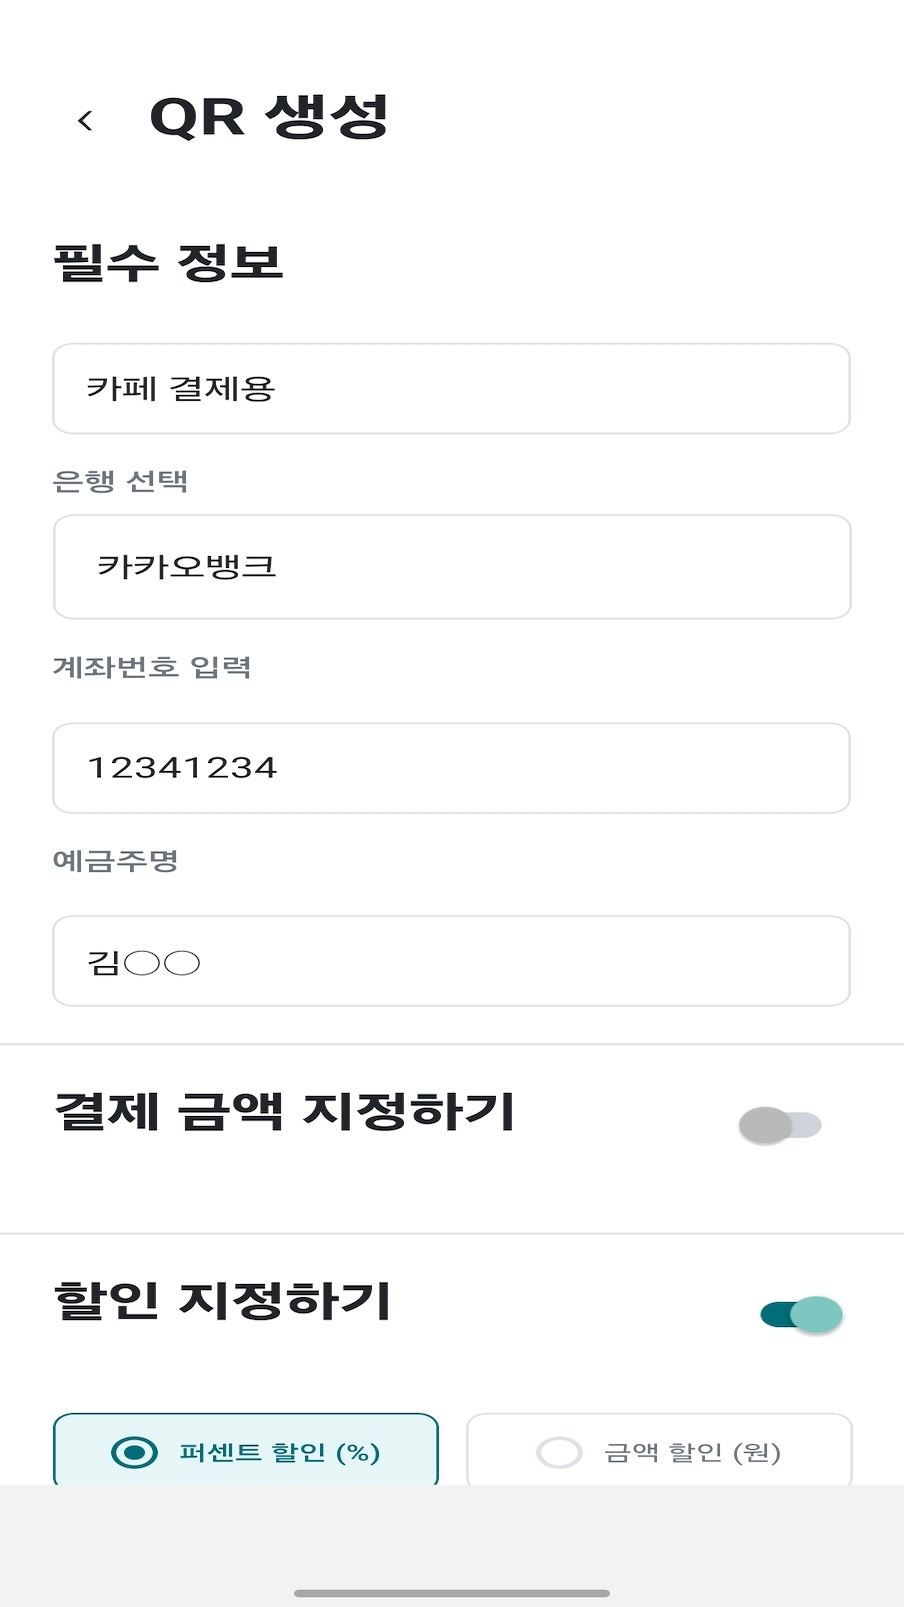 QR 생성
필수 정보
카페 결제용
은행 선택
카카오뱅크
계좌번호 입력
12341234
예금주명
김○○
결제 금액 지정하기
할인 지정하기
퍼센트 할인 (%)
금액 할인 (원)